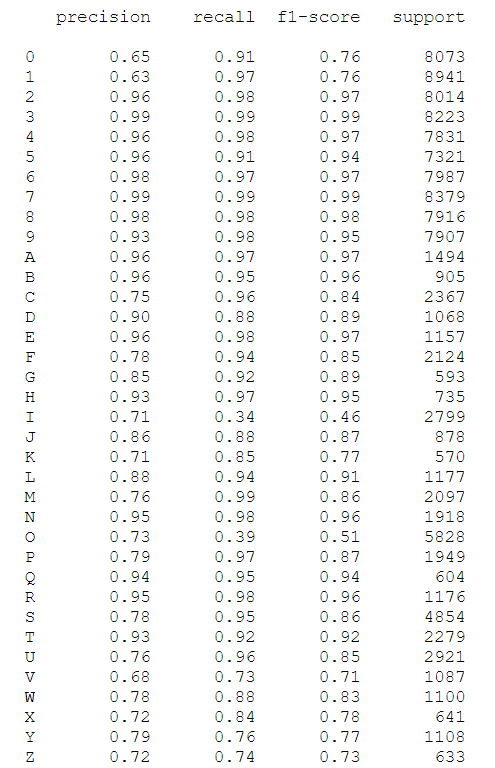 precision recall f1-score support
0 0.65 0.91 0.76 8073
1 0.63 0.97 0.76 8941
2 0.96 0.98 0.97 8014
3 0.99 0.99 0.99 8223
4 0.96 0.98 0.97 7831
5 0.96 0.91 0.94 7321
6 0.98 0.97 0.97 7987
7 0.99 0.99 0.99 8379
8 0.98 0.98 0.98 7916
9 0.93 0.98 0.95 7907
A 0.96 0.97 0.97 1494
B 0.96 0.95 0.96 905
C 0.75 0.96 0.84 2367
D 0.90 0.88 0.89 1068
E 0.96 0.98 0.97 1157
F 0.78 0.94 0.85 2124
G 0.85 0.92 0.89 593
H 0.93 0.97 0.95 735
I 0.71 0.34 0.46 2799
J 0.86 0.88 0.87 878
K 0.71 0.85 0.77 570
L 0.88 0.94 0.91 1177
M 0.76 0.99 0.86 2097
N 0.95 0.98 0.96 1918
O 0.73 0.39 0.51 5828
P 0.79 0.97 0.87 1949
Q 0.94 0.95 0.94 604
R 0.95 0.98 0.96 1176
S 0.78 0.95 0.86 4854
T 0.93 0.92 0.92 2279
U 0.76 0.96 0.85 2921
V 0.68 0.73 0.71 1087
W 0.78 0.88 0.83 1100
X 0.72 0.84 0.78 641
Y 0.79 0.76 0.77 1108
Z 0.72 0.74 0.73 633